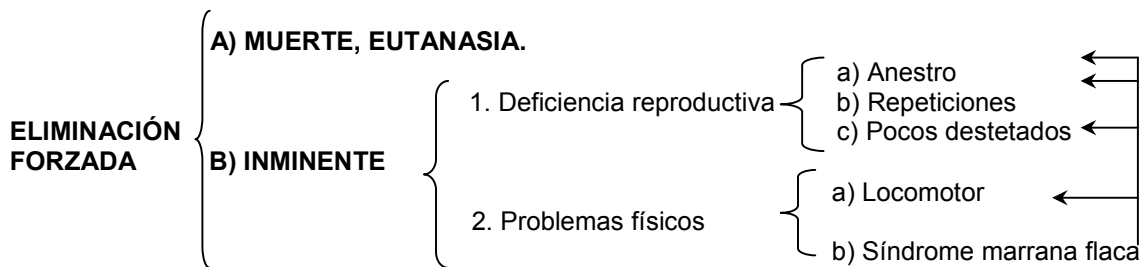 A) MUERTE, EUTANASIA.
ELIMINACIÓN
FORZADA
B) INMINENTE
1. Deficiencia reproductiva
a) Anestro
b) Repeticiones
c) Pocos destetados
2. Problemas físicos
a) Locomotor
b) Síndrome marrana flaca